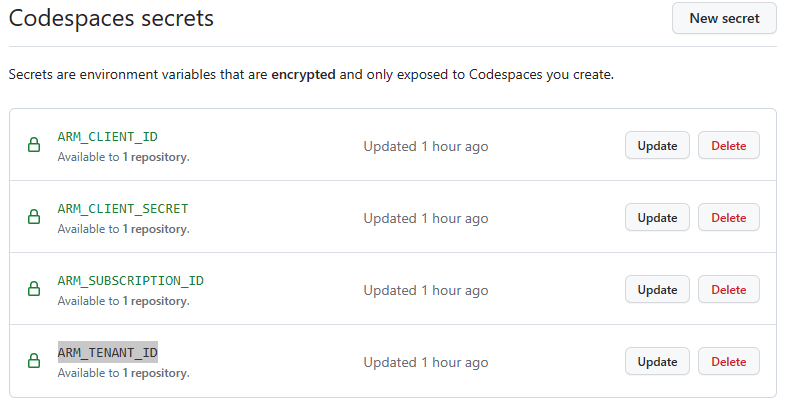 Codespaces secrets
New secret
Secrets are environment variables that are encrypted and only exposed to Codespaces you create.
ARM_CLIENT_ID
Available to 1 repository.
Updated 1 hour ago
Update
Delete
ARM_CLIENT_SECRET
Available to 1 repository.
Updated 1 hour ago
Update
Delete
ARM_SUBSCRIPTION_ID
Available to 1 repository.
Updated 1 hour ago
Update
Delete
ARM_TENANT_ID
Available to 1 repository.
Updated 1 hour ago
Update
Delete